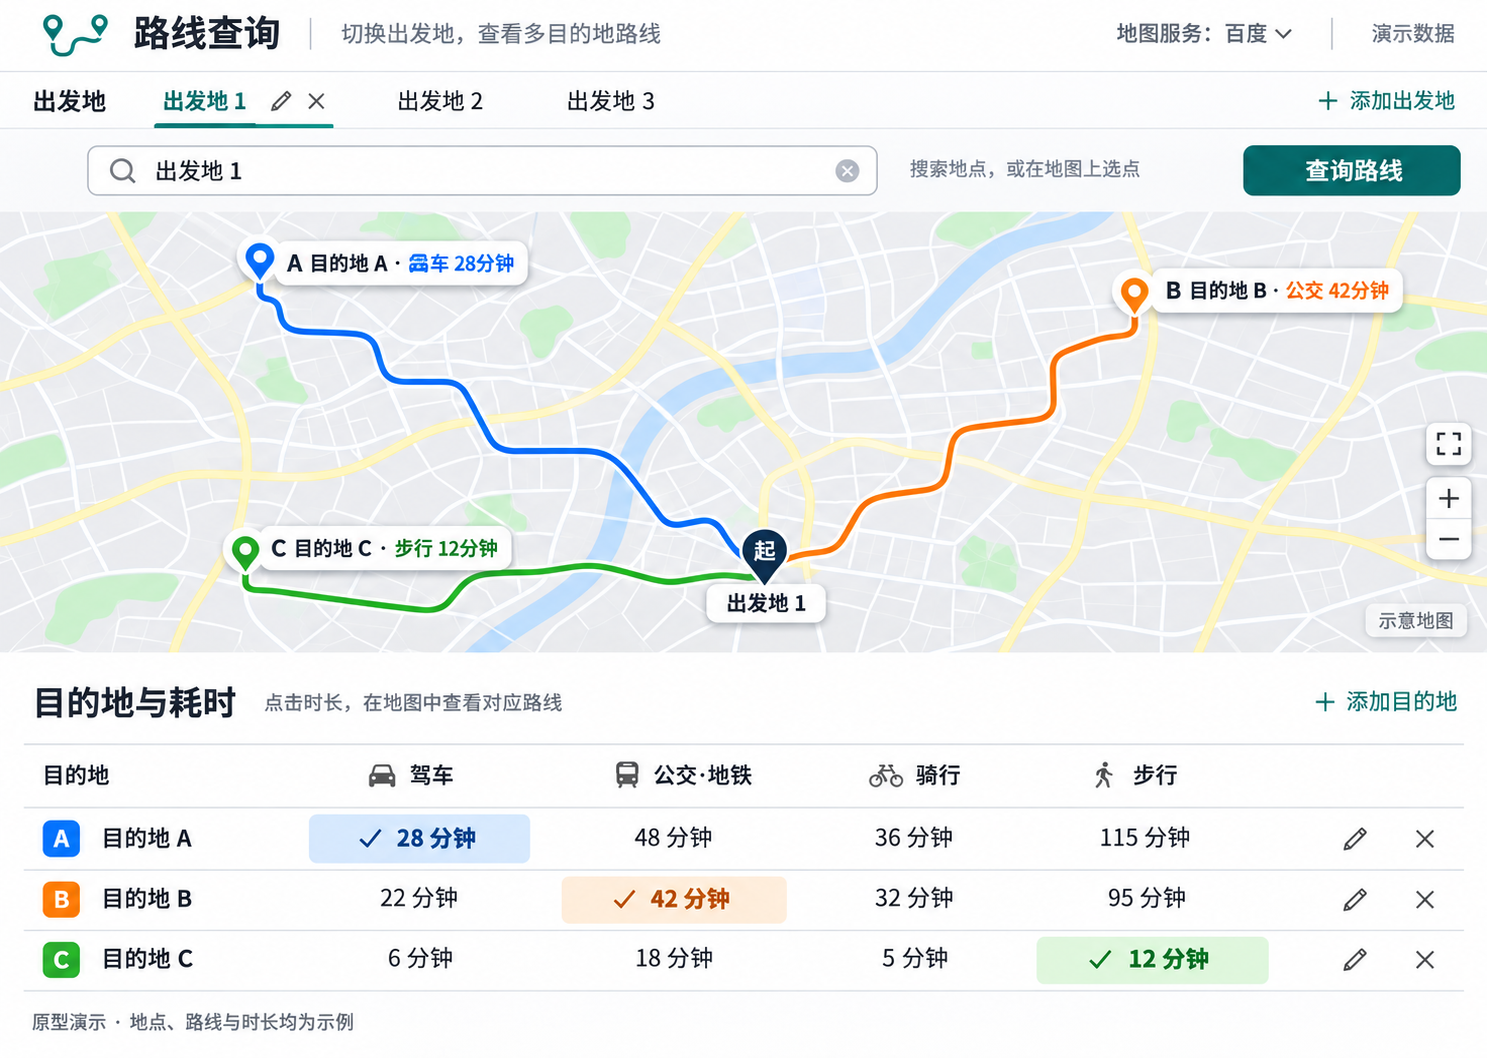 路线查询 切换出发地，查看多目的地路线 地图服务：百度 演示数据
出发地 出发地 1 出发地 2 出发地 3 + 添加出发地
出发地 1 搜索地点，或在地图上选点 查询路线
A 目的地 A · 车 28分钟
B 目的地 B · 公交 42分钟
C 目的地 C · 步行 12分钟
起
出发地 1
示意地图
目的地与耗时 点击时长，在地图中查看对应路线 + 添加目的地
目的地 驾车 公交·地铁 骑行 步行
A 目的地 A ✓ 28 分钟 48 分钟 36 分钟 115 分钟
B 目的地 B 22 分钟 ✓ 42 分钟 32 分钟 95 分钟
C 目的地 C 6 分钟 18 分钟 5 分钟 ✓ 12 分钟
原型演示 · 地点、路线与时长均为示例